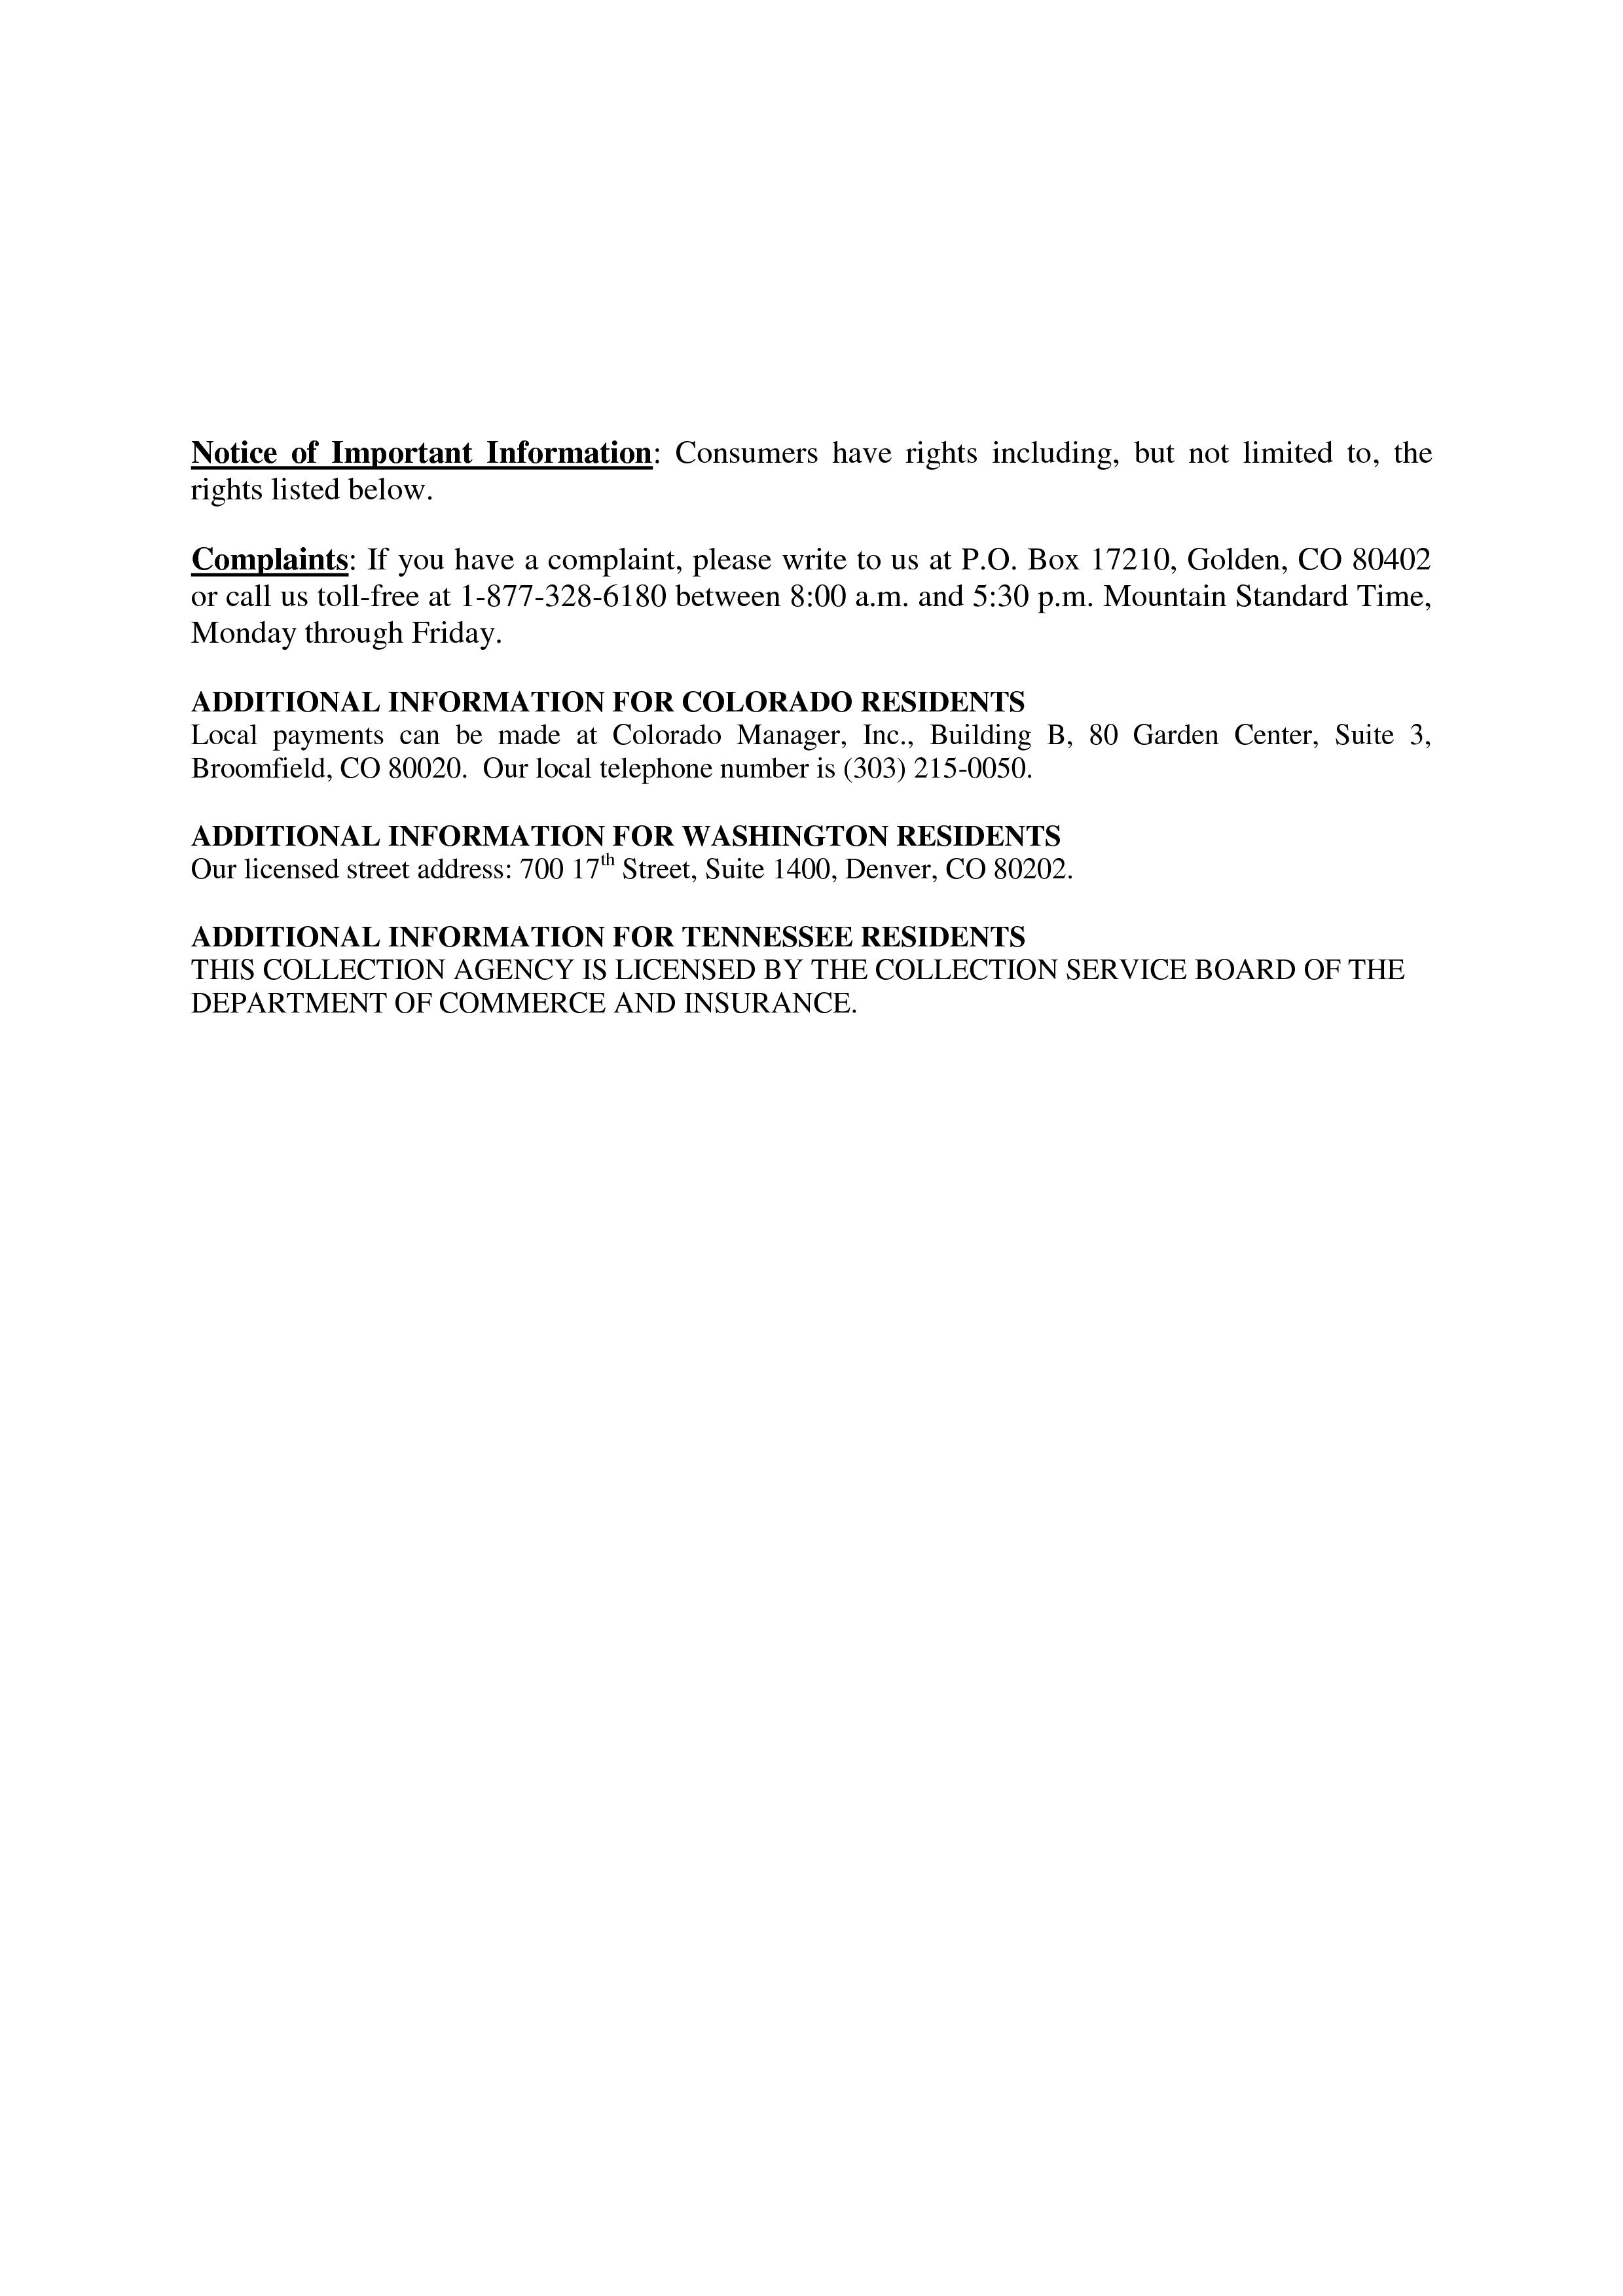 Notice of Important Information: Consumers have rights including, but not limited to, the
rights listed below.
Complaints: If you have a complaint, please write to us at P.O. Box 17210, Golden, CO 80402
or call us toll-free at 1-877-328-6180 between 8:00 a.m. and 5:30 p.m. Mountain Standard Time,
Monday through Friday.
ADDITIONAL INFORMATION FOR COLORADO RESIDENTS
Local payments can be made at Colorado Manager, Inc., Building B, 80 Garden Center, Suite 3,
Broomfield, CO 80020.  Our local telephone number is (303) 215-0050.
ADDITIONAL INFORMATION FOR WASHINGTON RESIDENTS
Our licensed street address: 700 17th Street, Suite 1400, Denver, CO 80202.
ADDITIONAL INFORMATION FOR TENNESSEE RESIDENTS
THIS COLLECTION AGENCY IS LICENSED BY THE COLLECTION SERVICE BOARD OF THE
DEPARTMENT OF COMMERCE AND INSURANCE.